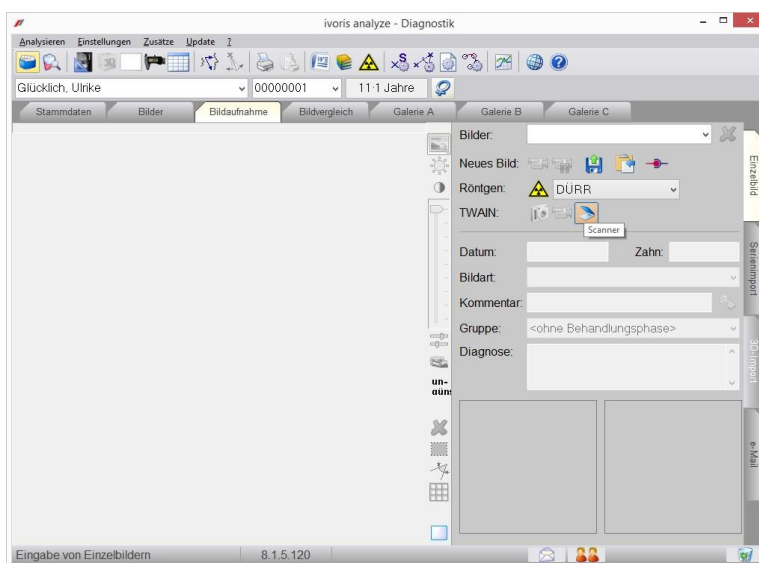 ivoris analyze - Diagnostik
Analysieren Einstellungen Zusätze Update ?
Glücklich, Ulrike 00000001 11·1 Jahre
Stammdaten Bilder Bildaufnahme Bildvergleich Galerie A Galerie B Galerie C
Bilder:
Neues Bild:
Röntgen: DÜRR
TWAIN:
Scanner
Datum: Zahn:
Bildart:
Kommentar:
Gruppe: <ohne Behandlungsphase>
Diagnose:
un-
Einzelbild
Serienimport
3D-Import
e-Mail
Eingabe von Einzelbildern 8.1.5.120